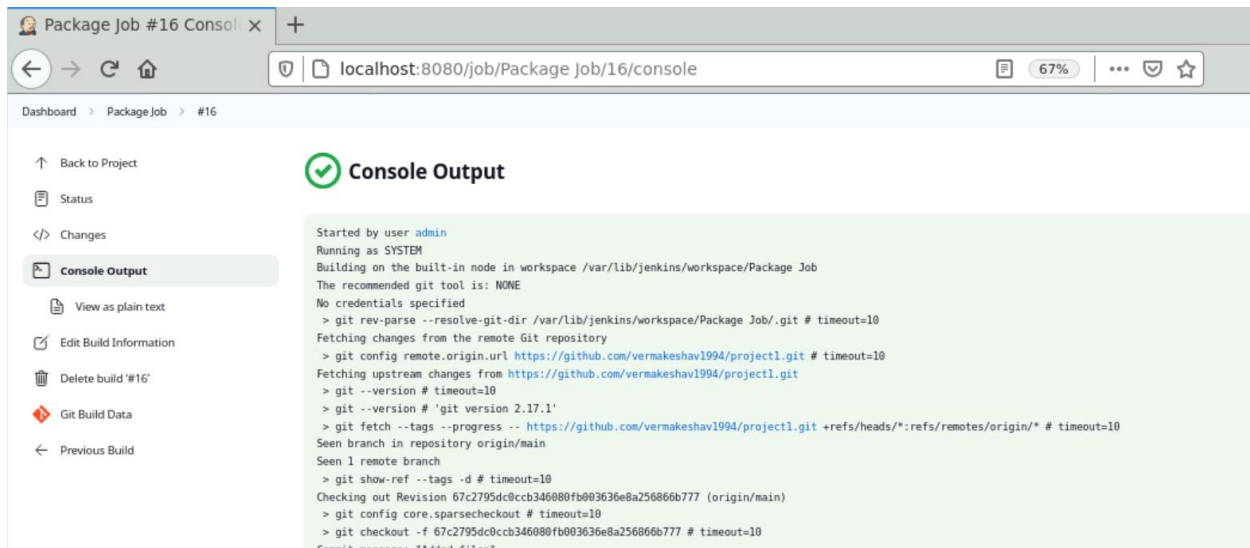 Package Job #16 Consol
localhost:8080/job/Package Job/16/console
67%
Dashboard > Package Job > #16
Back to Project
Status
Changes
Console Output
View as plain text
Edit Build Information
Delete build '#16'
Git Build Data
Previous Build
Console Output
Started by user admin
Running as SYSTEM
Building on the built-in node in workspace /var/lib/jenkins/workspace/Package Job
The recommended git tool is: NONE
No credentials specified
> git rev-parse --resolve-git-dir /var/lib/jenkins/workspace/Package Job/.git # timeout=10
Fetching changes from the remote Git repository
> git config remote.origin.url https://github.com/vermakeshav1994/project1.git # timeout=10
Fetching upstream changes from https://github.com/vermakeshav1994/project1.git
> git --version # timeout=10
> git --version # 'git version 2.17.1'
> git fetch --tags --progress -- https://github.com/vermakeshav1994/project1.git +refs/heads/*:refs/remotes/origin/* # timeout=10
Seen branch in repository origin/main
Seen 1 remote branch
> git show-ref --tags -d # timeout=10
Checking out Revision 67c2795dc0ccb346080fb003636e8a256866b777 (origin/main)
> git config core.sparsecheckout # timeout=10
> git checkout -f 67c2795dc0ccb346080fb003636e8a256866b777 # timeout=10
Commit message: "Added files"